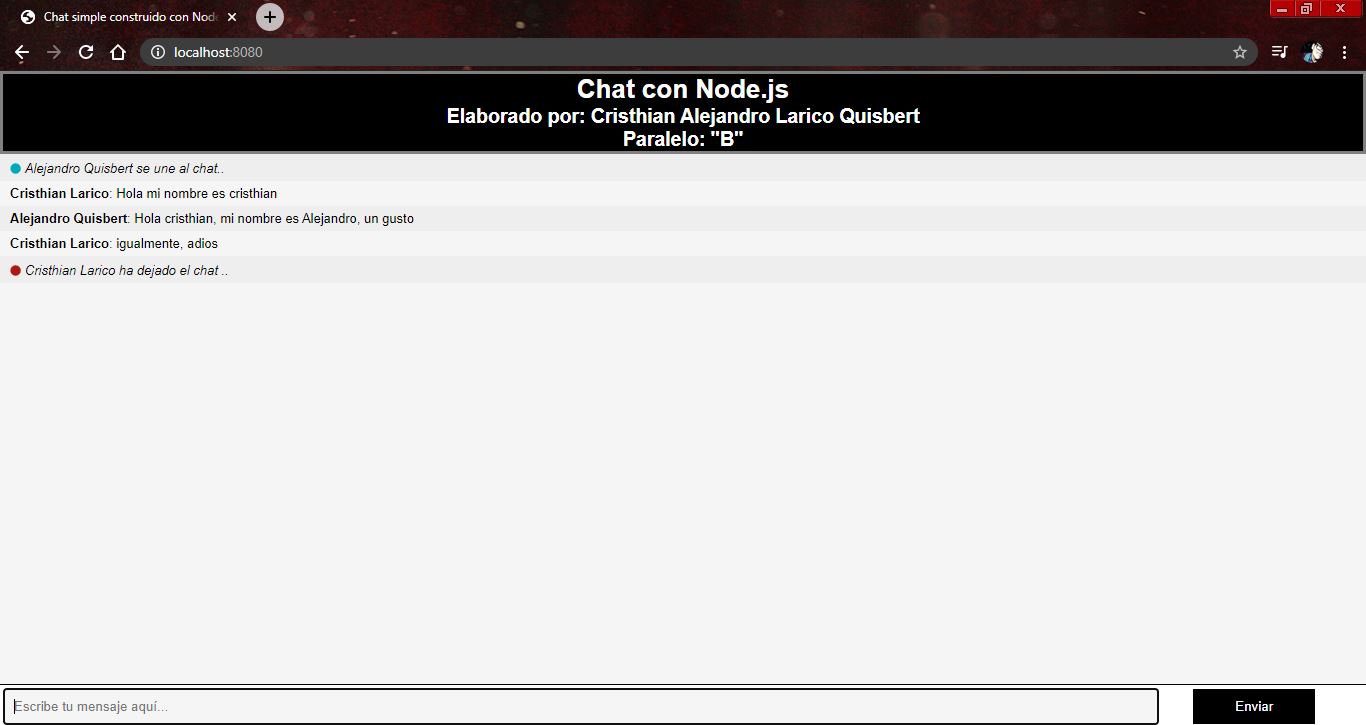 Chat simple construido con Nod
localhost:8080
Chat con Node.js
Elaborado por: Cristhian Alejandro Larico Quisbert
Paralelo: "B"
Alejandro Quisbert se une al chat..
Cristhian Larico: Hola mi nombre es cristhian
Alejandro Quisbert: Hola cristhian, mi nombre es Alejandro, un gusto
Cristhian Larico: igualmente, adios
Cristhian Larico ha dejado el chat ..
Escribe tu mensaje aquí...
Enviar